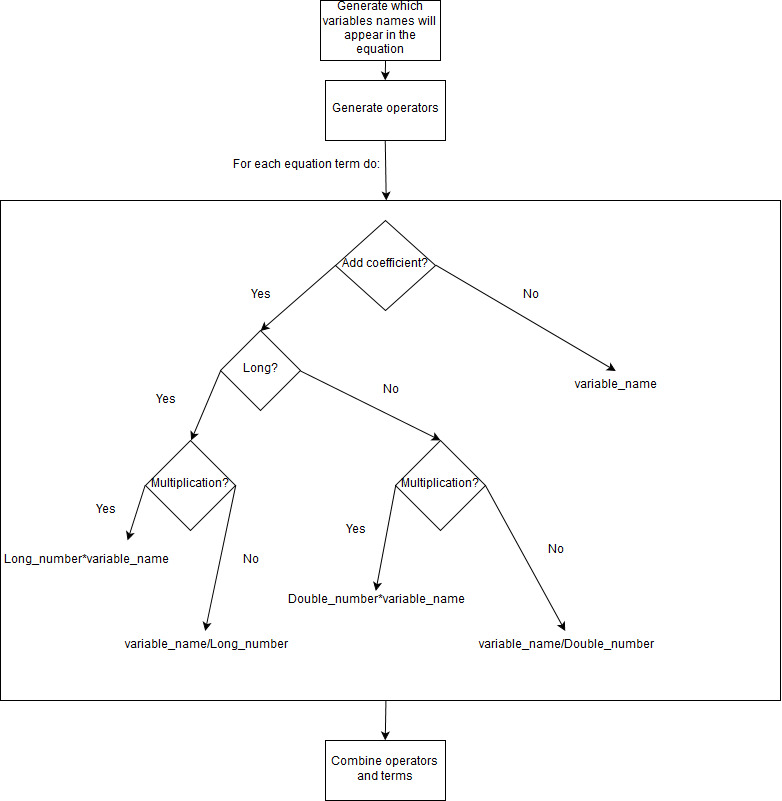 Generate which
variables names will
appear in the
equation
Generate operators
For each equation term do:
Add coefficient?
Yes
No
Long?
variable_name
Yes
No
Multiplication?
Multiplication?
Yes
Yes
No
No
Long_number*variable_name
Double_number*variable_name
variable_name/Long_number
variable_name/Double_number
Combine operators
and terms